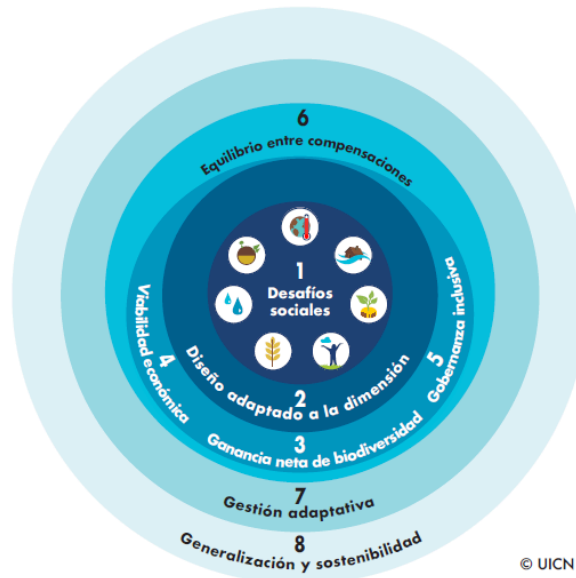 6
Equilibrio entre compensaciones
1
Desafíos
sociales
Viabilidad económica
4
5
Gobernanza inclusiva
Diseño adaptado a la dimensión
2
3
Ganancia neta de biodiversidad
7
Gestión adaptativa
8
Generalización y sostenibilidad
© UICN